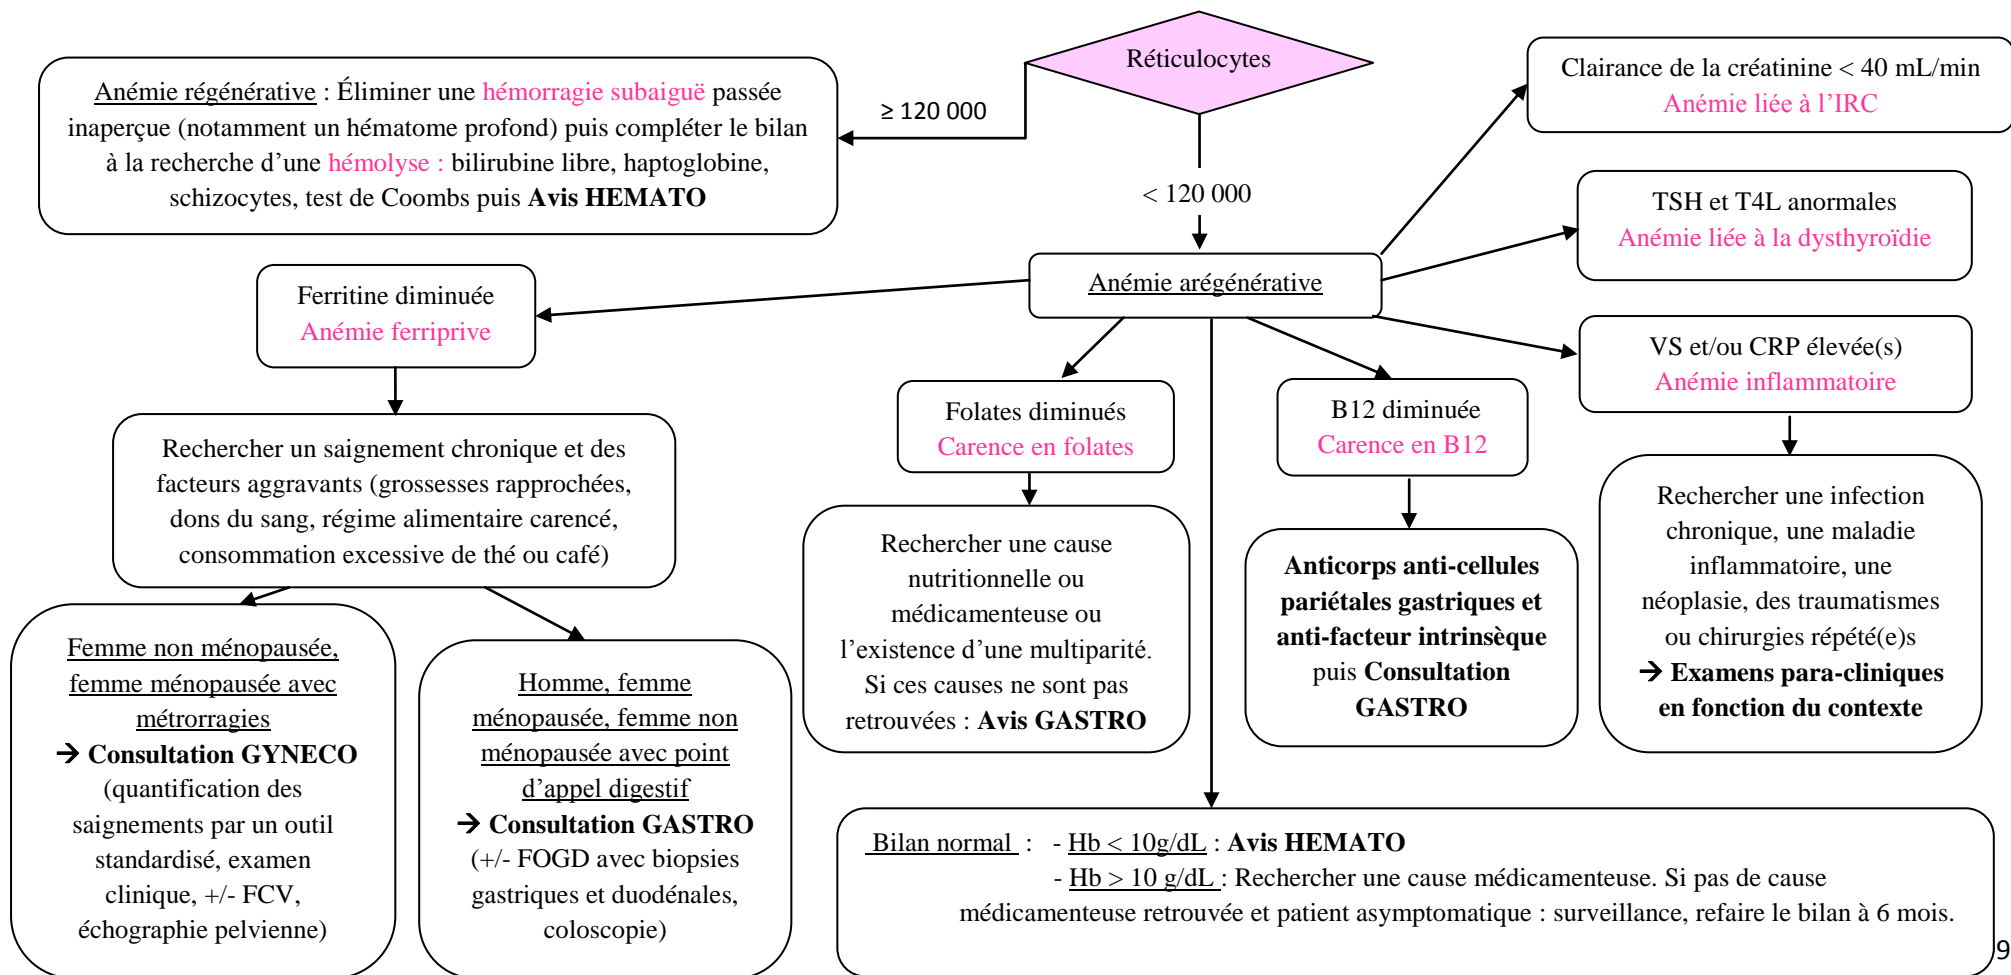 Réticulocytes
≥ 120 000
< 120 000
Anémie régénérative : Éliminer une hémorragie subaiguë passée
inaperçue (notamment un hématome profond) puis compléter le bilan
à la recherche d’une hémolyse : bilirubine libre, haptoglobine,
schizocytes, test de Coombs puis Avis HEMATO
Clairance de la créatinine < 40 mL/min
Anémie liée à l’IRC
TSH et T4L anormales
Anémie liée à la dysthyroïdie
Anémie arégénérative
Ferritine diminuée
Anémie ferriprive
VS et/ou CRP élevée(s)
Anémie inflammatoire
Folates diminués
Carence en folates
B12 diminuée
Carence en B12
Rechercher un saignement chronique et des
facteurs aggravants (grossesses rapprochées,
dons du sang, régime alimentaire carencé,
consommation excessive de thé ou café)
Rechercher une cause
nutritionnelle ou
médicamenteuse ou
l’existence d’une multiparité.
Si ces causes ne sont pas
retrouvées : Avis GASTRO
Anticorps anti-cellules
pariétales gastriques et
anti-facteur intrinsèque
puis Consultation
GASTRO
Rechercher une infection
chronique, une maladie
inflammatoire, une
néoplasie, des traumatismes
ou chirurgies répété(e)s
→ Examens para-cliniques
en fonction du contexte
Femme non ménopausée,
femme ménopausée avec
métrorragies
→ Consultation GYNECO
(quantification des
saignements par un outil
standardisé, examen
clinique, +/- FCV,
échographie pelvienne)
Homme, femme
ménopausée, femme non
ménopausée avec point
d’appel digestif
→ Consultation GASTRO
(+/- FOGD avec biopsies
gastriques et duodénales,
coloscopie)
Bilan normal : - Hb < 10g/dL : Avis HEMATO
- Hb > 10 g/dL : Rechercher une cause médicamenteuse. Si pas de cause
médicamenteuse retrouvée et patient asymptomatique : surveillance, refaire le bilan à 6 mois.
9